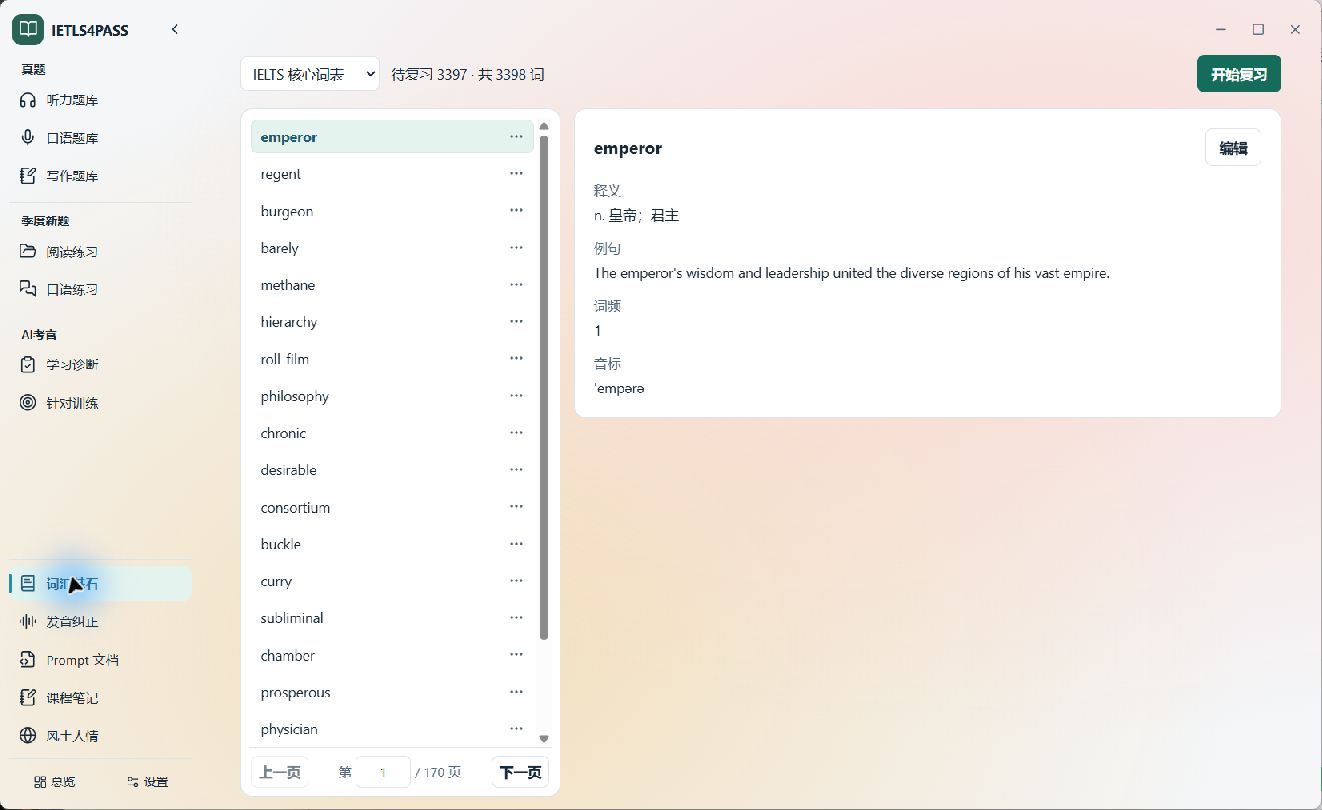 IETLS4PASS
真题
听力题库
口语题库
写作题库
季度新题
阅读练习
口语练习
AI考官
学习诊断
针对训练
词汇基石
发音纠正
Prompt 文档
课程笔记
风土人情
总览
设置
IELTS 核心词表
待复习 3397 · 共 3398 词
开始复习
emperor
regent
burgeon
barely
methane
hierarchy
roll film
philosophy
chronic
desirable
consortium
buckle
curry
subliminal
chamber
prosperous
physician
上一页
第 1 / 170 页
下一页
emperor
编辑
释义
n. 皇帝；君主
例句
The emperor's wisdom and leadership united the diverse regions of his vast empire.
词频
1
音标
ˈempərə